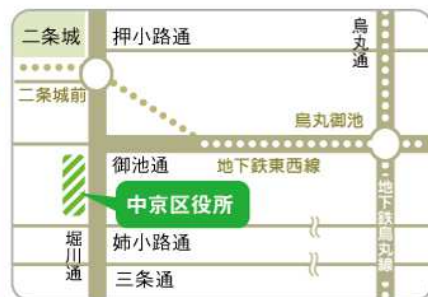 二条城
押小路通
烏丸通
二条城前
烏丸御池
御池通
地下鉄東西線
中京区役所
地下鉄烏丸線
堀川通
姉小路通
三条通